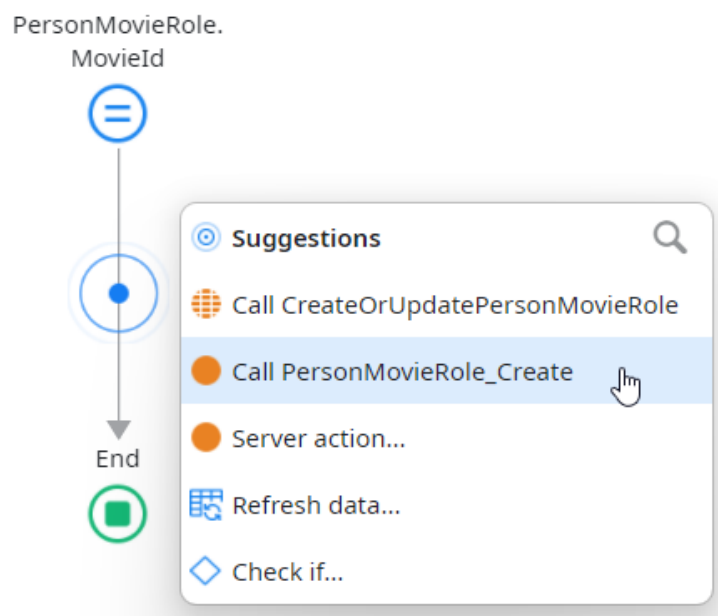 PersonMovieRole.
MovieId
Suggestions
Call CreateOrUpdatePersonMovieRole
Call PersonMovieRole_Create
Server action...
End
Refresh data...
Check if...